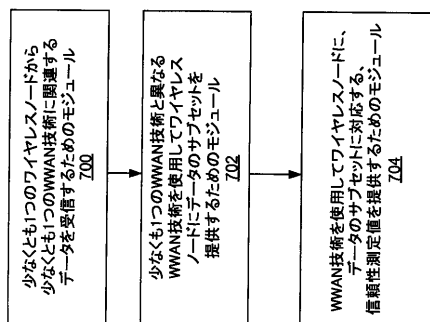 少なくとも1つのワイヤレスノードから
少なくとも1つのWWAN技術に関連する
データを受信するためのモジュール
700
少なくも1つのWWAN技術と異なる
WWAN技術を使用してワイヤレス
ノードにデータのサブセットを
提供するためのモジュール
702
WWAN技術を使用してワイヤレスノードに、
データのサブセットに対応する、
信頼性測定値を提供するためのモジュール
704